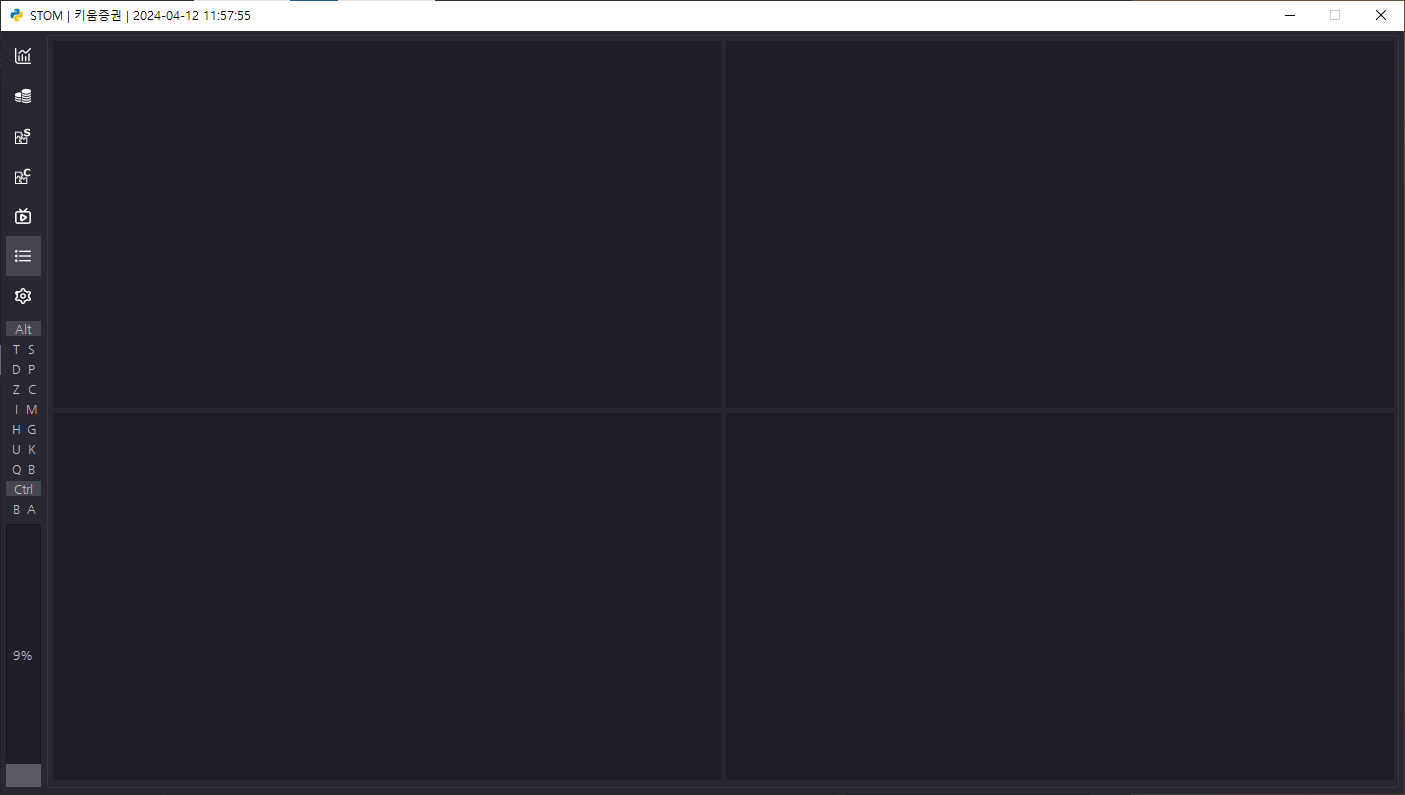 STOM | 키움증권 | 2024-04-12 11:57:55
S
C
Alt
T S
D P
Z C
I M
H G
U K
Q B
Ctrl
B A
9%